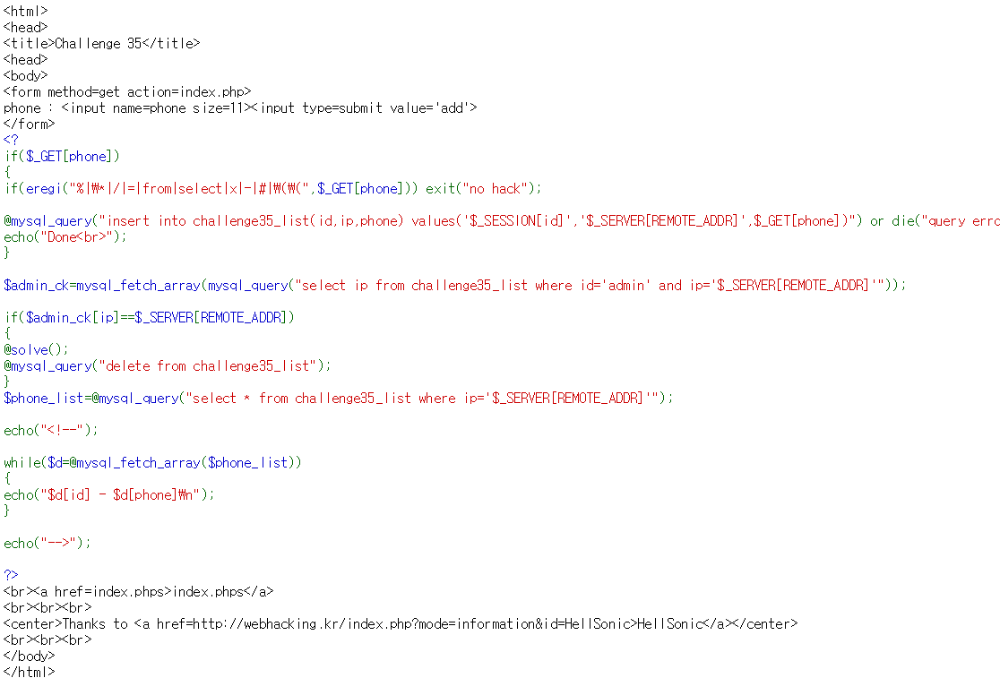 <html>
<head>
<title>Challenge 35</title>
<head>
<body>
<form method=get action=index.php>
phone : <input name=phone size=11><input type=submit value='add'>
</form>
<?
if($_GET[phone])
{
if(eregi("%|₩*|/|=|from|select|x|-|#|₩(₩(",$_GET[phone])) exit("no hack");
@mysql_query("insert into challenge35_list(id,ip,phone) values('$_SESSION[id]','$_SERVER[REMOTE_ADDR]',$_GET[phone])") or die("query erro
echo("Done<br>");
}
$admin_ck=mysql_fetch_array(mysql_query("select ip from challenge35_list where id='admin' and ip='$_SERVER[REMOTE_ADDR]'"));
if($admin_ck[ip]==$_SERVER[REMOTE_ADDR])
{
@solve();
@mysql_query("delete from challenge35_list");
}
$phone_list=@mysql_query("select * from challenge35_list where ip='$_SERVER[REMOTE_ADDR]'");
echo("<!--");
while($d=@mysql_fetch_array($phone_list))
{
echo("$d[id] - $d[phone]₩n");
}
echo("-->");
?>
<br><a href=index.phps>index.phps</a>
<br><br><br>
<center>Thanks to <a href=http://webhacking.kr/index.php?mode=information&id=HellSonic>HellSonic</a></center>
<br><br><br>
</body>
</html>